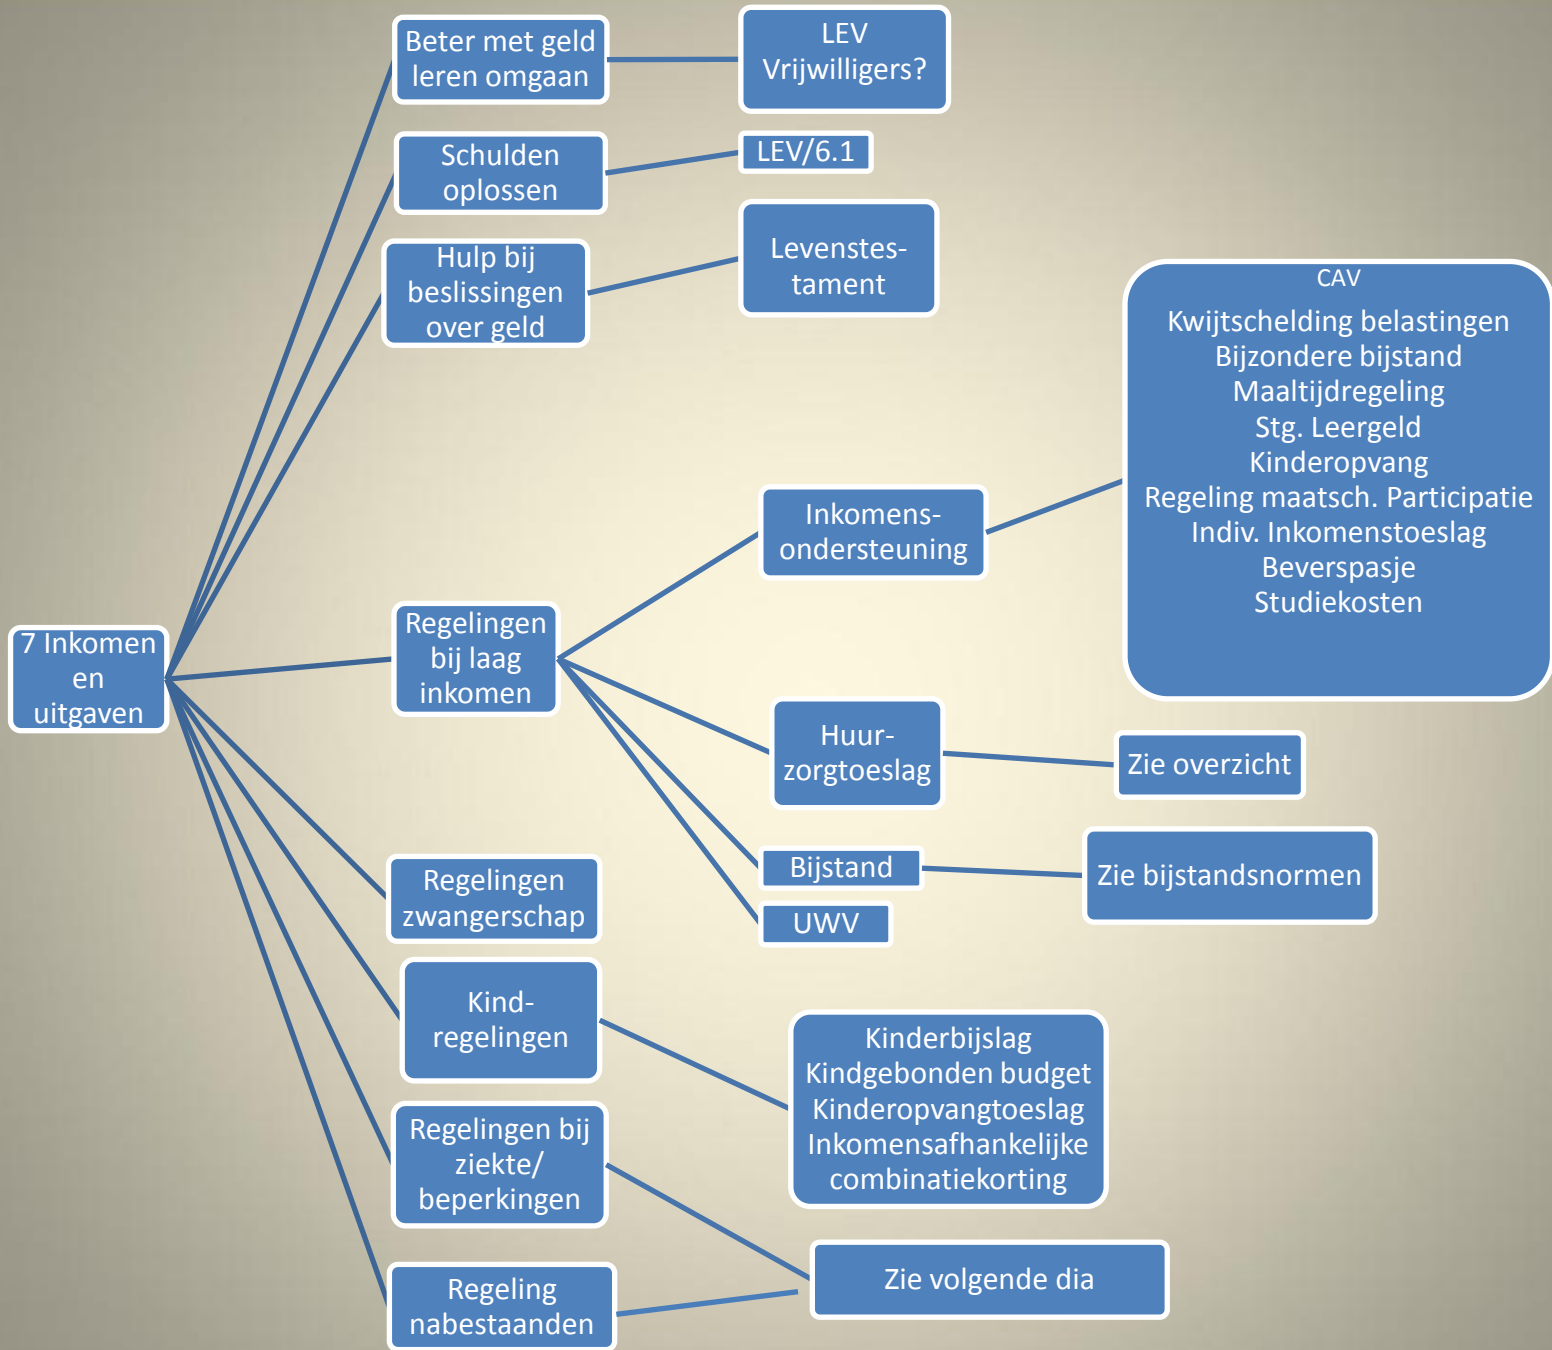 7 Inkomen
en
uitgaven
Beter met geld
leren omgaan
LEV
Vrijwilligers?
Schulden
oplossen
LEV/6.1
Hulp bij
beslissingen
over geld
Levenstes-
tament
Regelingen
bij laag
inkomen
Inkomens-
ondersteuning
CAV
Kwijtschelding belastingen
Bijzondere bijstand
Maaltijdregeling
Stg. Leergeld
Kinderopvang
Regeling maatsch. Participatie
Indiv. Inkomenstoeslag
Beverspasje
Studiekosten
Huur-
zorgtoeslag
Zie overzicht
Bijstand
Zie bijstandsnormen
UWV
Regelingen
zwangerschap
Kind-
regelingen
Kinderbijslag
Kindgebonden budget
Kinderopvangtoeslag
Inkomensafhankelijke
combinatiekorting
Regelingen bij
ziekte/
beperkingen
Zie volgende dia
Regeling
nabestaanden